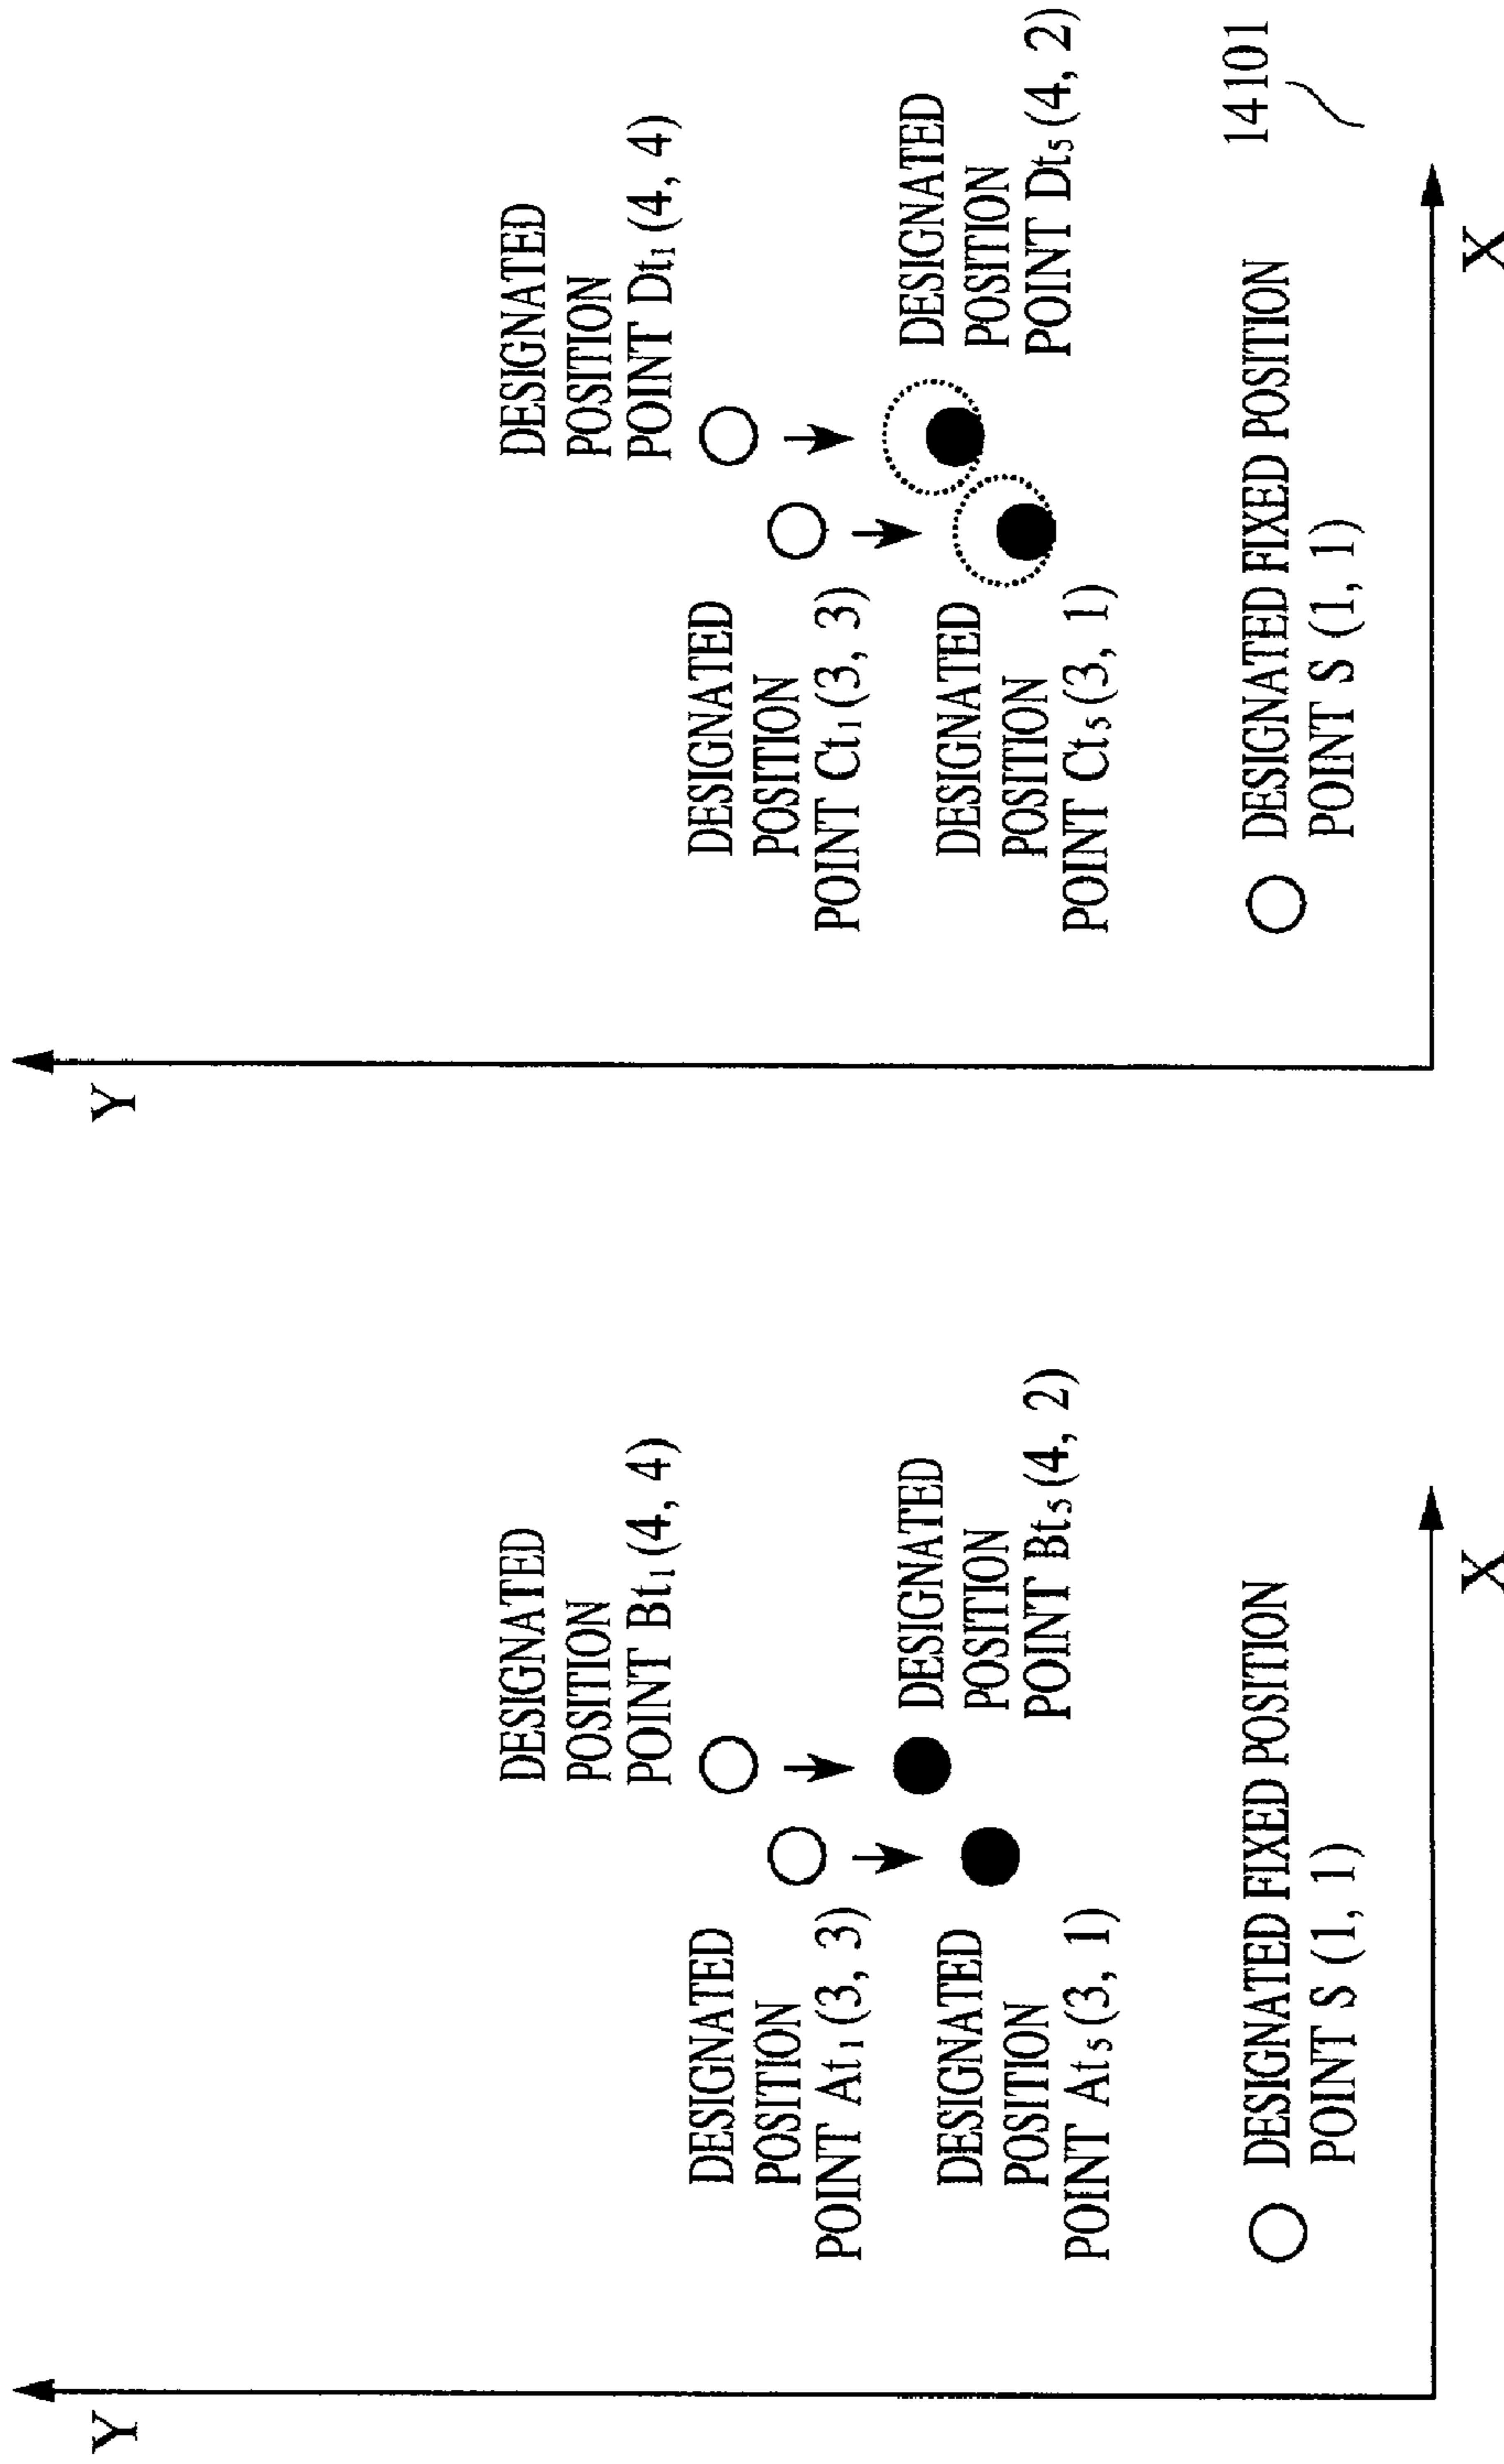 Y
DESIGNATED
POSITION
POINT Bt1 (4, 4)
DESIGNATED
POSITION
POINT At1 (3, 3)
DESIGNATED
POSITION
POINT Bt5 (4, 2)
DESIGNATED
POSITION
POINT At5 (3, 1)
DESIGNATED FIXED POSITION
POINT S (1, 1)
X
Y
DESIGNATED
POSITION
POINT Dt1 (4, 4)
DESIGNATED
POSITION
POINT Ct1 (3, 3)
DESIGNATED
POSITION
POINT Dt5 (4, 2)
DESIGNATED
POSITION
POINT Ct5 (3, 1)
14101
DESIGNATED FIXED POSITION
POINT S (1, 1)
X